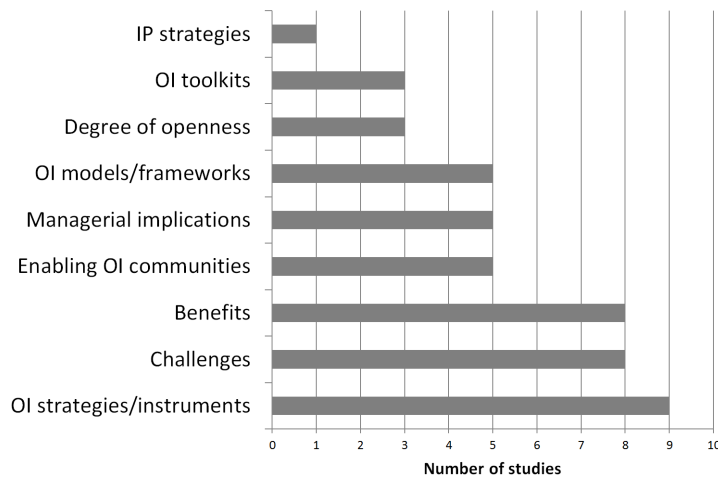 IP strategies
OI toolkits
Degree of openness
OI models/frameworks
Managerial implications
Enabling OI communities
Benefits
Challenges
OI strategies/instruments
0 1 2 3 4 5 6 7 8 9 10
Number of studies